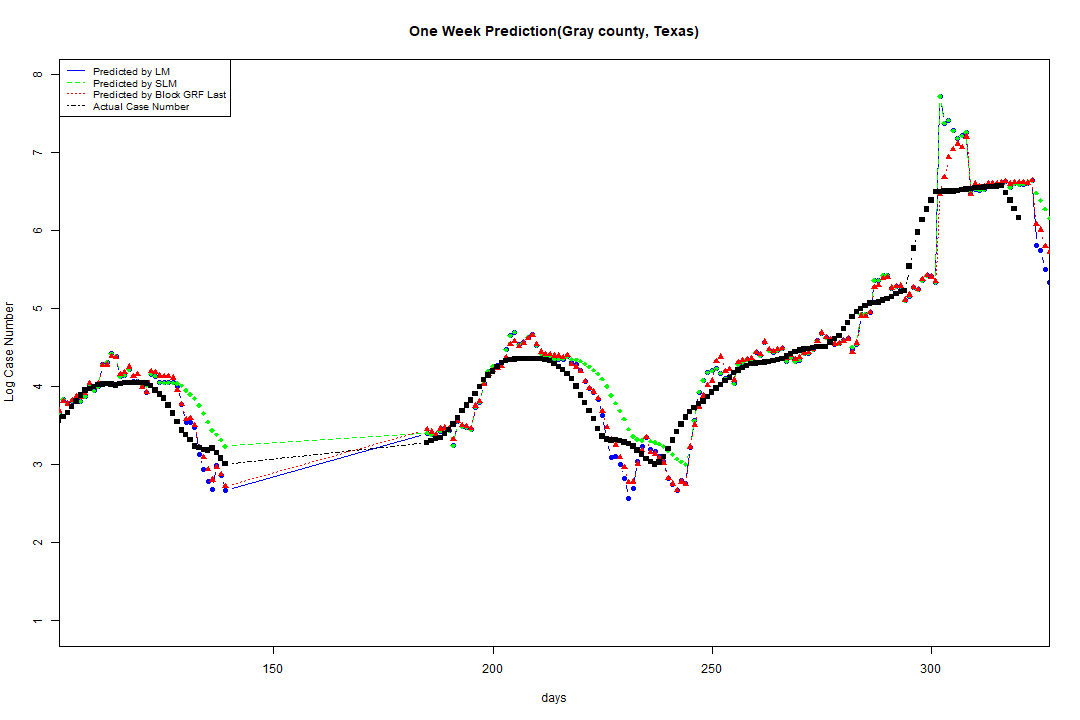 One Week Prediction(Gray county, Texas)
Predicted by LM
Predicted by SLM
Predicted by Block GRF Last
Actual Case Number
8
7
6
5
4
3
2
1
Log Case Number
150 200 250 300
days